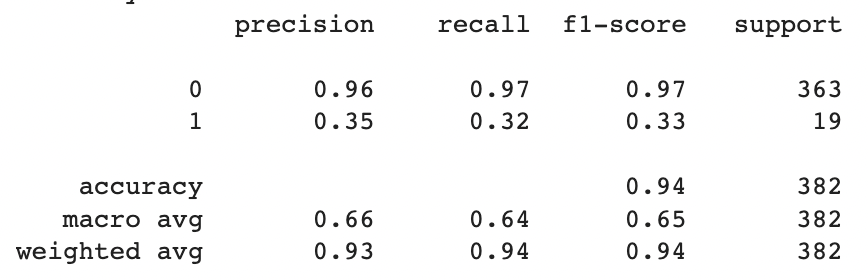 precision recall f1-score support
0 0.96 0.97 0.97 363
1 0.35 0.32 0.33 19
accuracy 0.94 382
macro avg 0.66 0.64 0.65 382
weighted avg 0.93 0.94 0.94 382